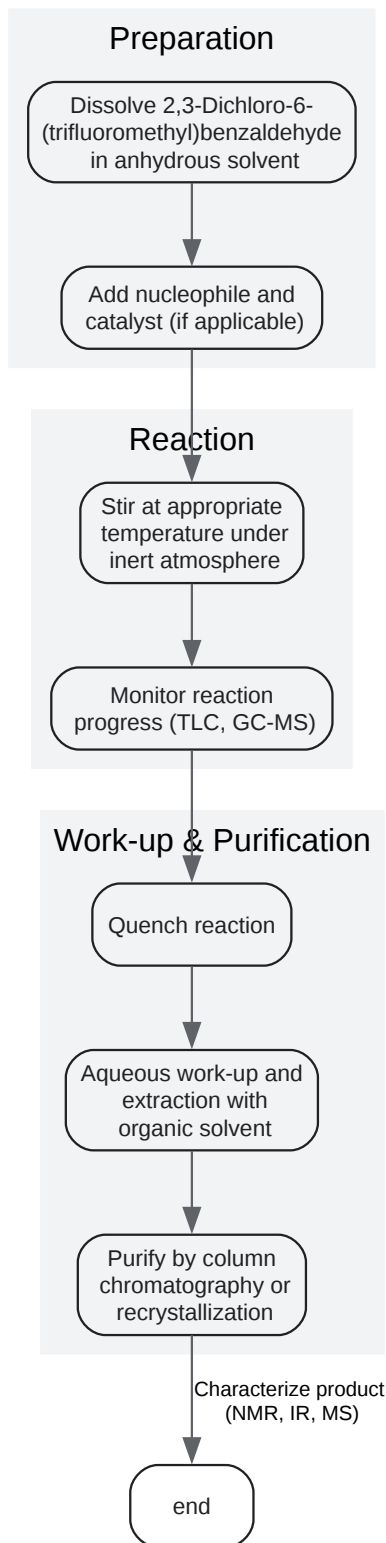 Preparation
Dissolve 2,3-Dichloro-6-
(trifluoromethyl)benzaldehyde
in anhydrous solvent
Add nucleophile and
catalyst (if applicable)
Reaction
Stir at appropriate
temperature under
inert atmosphere
Monitor reaction
progress (TLC, GC-MS)
Work-up & Purification
Quench reaction
Aqueous work-up and
extraction with
organic solvent
Purify by column
chromatography or
recrystallization
Characterize product
(NMR, IR, MS)
end